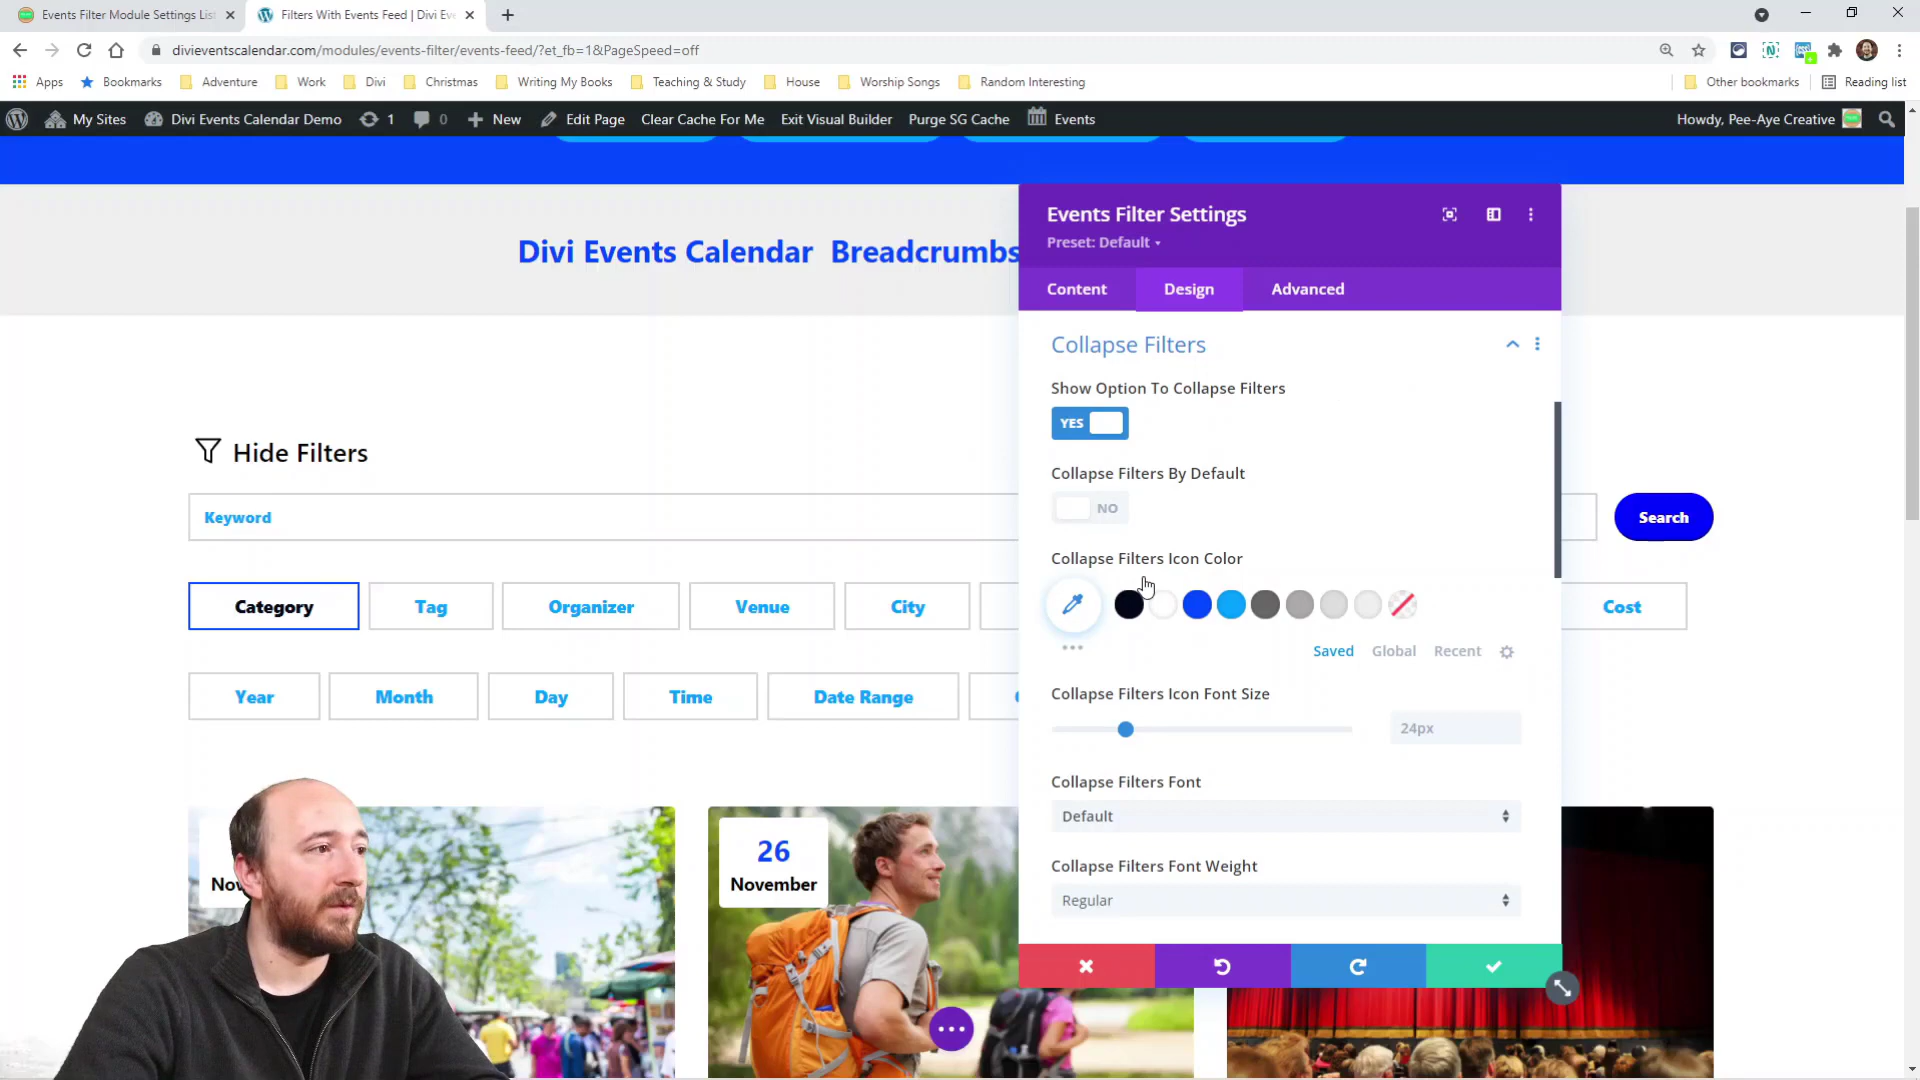 Events Filter Module Settings List
Filters With Events Feed | Divi Eve
divieventscalendar.com/modules/events-filter/events-feed/?et_fb=1&PageSpeed=off
Apps
Bookmarks
Adventure
Work
Divi
Christmas
Writing My Books
Teaching & Study
House
Worship Songs
Random Interesting
Other bookmarks
Reading list
My Sites
Divi Events Calendar Demo
1
0
New
Edit Page
Clear Cache For Me
Exit Visual Builder
Purge SG Cache
Events
Howdy, Pee-Aye Creative
Divi Events Calendar Breadcrumbs
Events Filter Settings
Preset: Default
Content
Design
Advanced
Collapse Filters
Show Option To Collapse Filters
YES
Collapse Filters By Default
NO
Collapse Filters Icon Color
Saved
Global
Recent
Collapse Filters Icon Font Size
24px
Collapse Filters Font
Default
Collapse Filters Font Weight
Regular
Hide Filters
Keyword
Search
Category
Tag
Organizer
Venue
City
Cost
Year
Month
Day
Time
Date Range
26
November